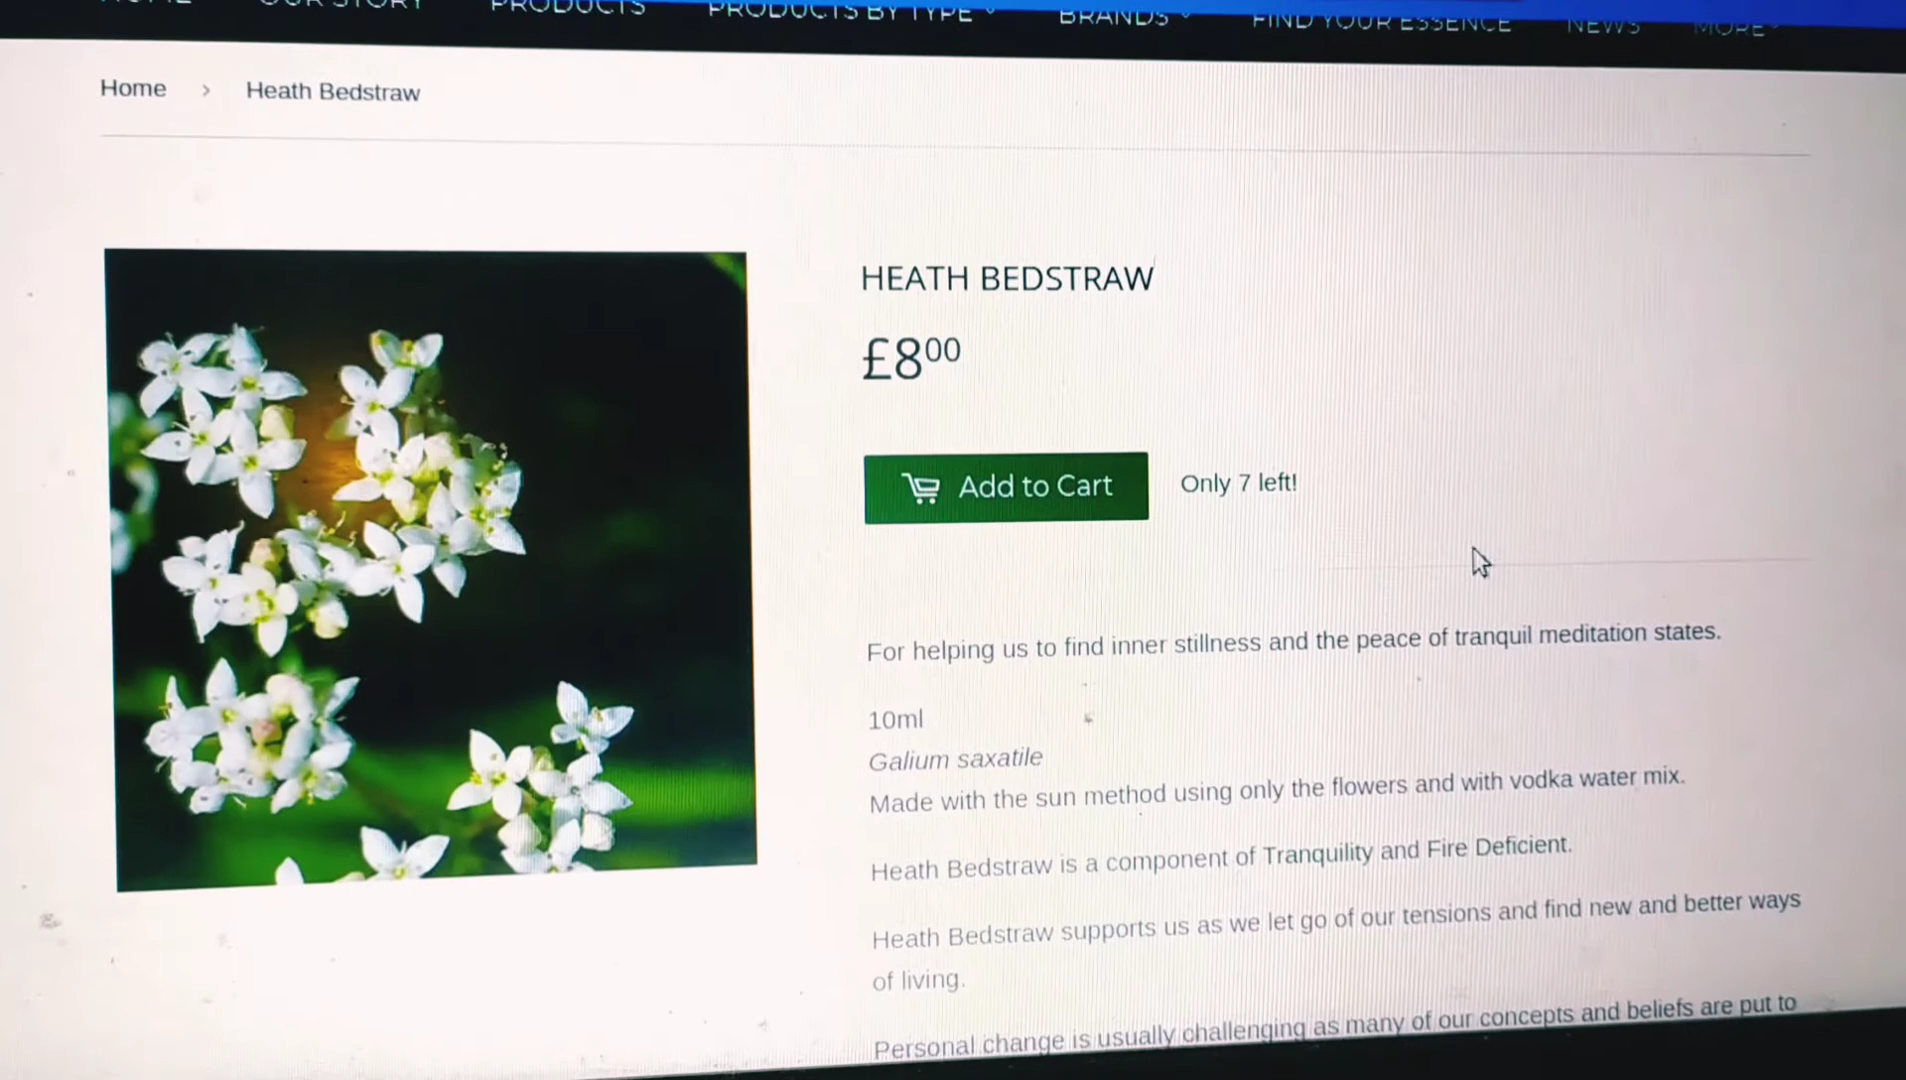 HOME OUR STORY PRODUCTS PRODUCTS BY TYPE BRANDS FIND YOUR ESSENCE NEWS MORE
Home > Heath Bedstraw
HEATH BEDSTRAW
£800
Add to Cart Only 7 left!
For helping us to find inner stillness and the peace of tranquil meditation states.
10ml
Galium saxatile
Made with the sun method using only the flowers and with vodka water mix.
Heath Bedstraw is a component of Tranquility and Fire Deficient.
Heath Bedstraw supports us as we let go of our tensions and find new and better ways
of living.
Personal change is usually challenging as many of our concepts and beliefs are put to